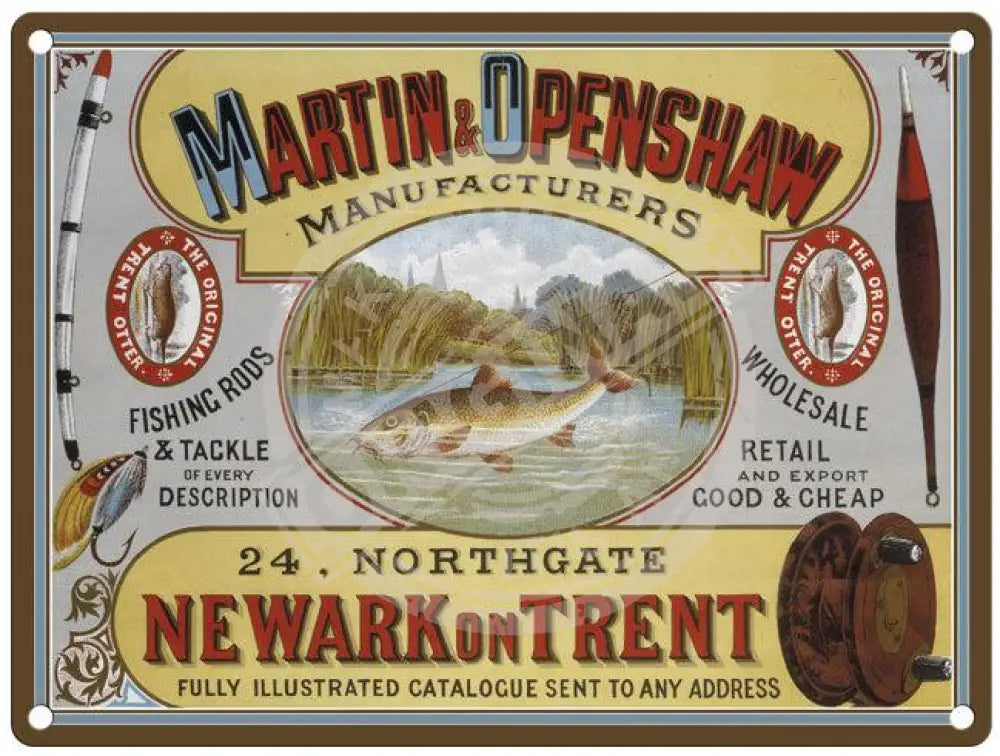 MARTIN & OPENSHAW
MANUFACTURERS
THE ORIGINAL
TRENT OTTER.
THE ORIGINAL
TRENT OTTER.
FISHING RODS
& TACKLE
OF EVERY
DESCRIPTION
WHOLESALE
RETAIL
AND EXPORT
GOOD & CHEAP
24. NORTHGATE
NEWARK ON TRENT
FULLY ILLUSTRATED CATALOGUE SENT TO ANY ADDRESS